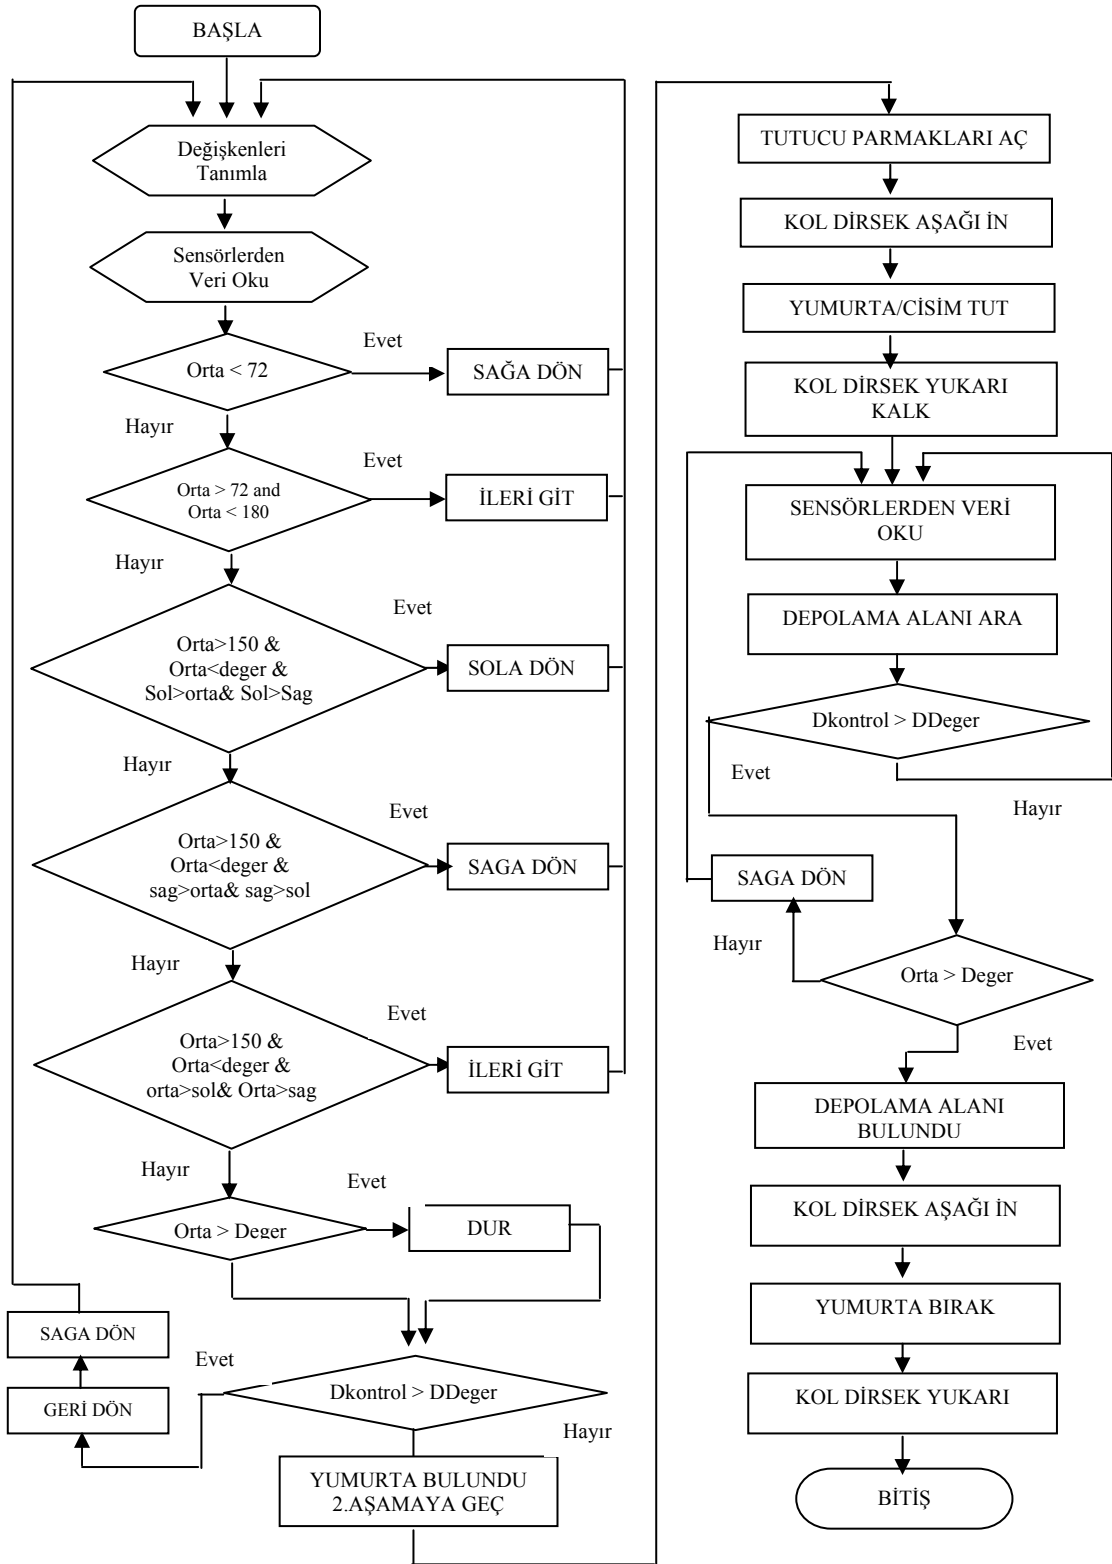 BAŞLA
Değişkenleri
Tanımla
Sensörlerden
Veri Oku
Orta < 72
Evet
SAĞA DÖN
Hayır
Orta > 72 and
Orta < 180
Evet
İLERİ GİT
Hayır
Orta>150 &
Orta<deger &
Sol>orta& Sol>Sag
Evet
SOLA DÖN
Hayır
Orta>150 &
Orta<deger &
sag>orta& sag>sol
Evet
SAGA DÖN
Hayır
Orta>150 &
Orta<deger &
orta>sol& Orta>sag
Evet
İLERİ GİT
Hayır
Orta > Deger
Evet
DUR
SAGA DÖN
GERİ DÖN
Evet
Dkontrol > DDeger
Hayır
YUMURTA BULUNDU
2.AŞAMAYA GEÇ
TUTUCU PARMAKLARI AÇ
KOL DİRSEK AŞAĞI İN
YUMURTA/CİSİM TUT
KOL DİRSEK YUKARI
KALK
SENSÖRLERDEN VERİ
OKU
DEPOLAMA ALANI ARA
Dkontrol > DDeger
Evet
Hayır
SAGA DÖN
Hayır
Orta > Deger
Evet
DEPOLAMA ALANI
BULUNDU
KOL DİRSEK AŞAĞI İN
YUMURTA BIRAK
KOL DİRSEK YUKARI
BİTİŞ